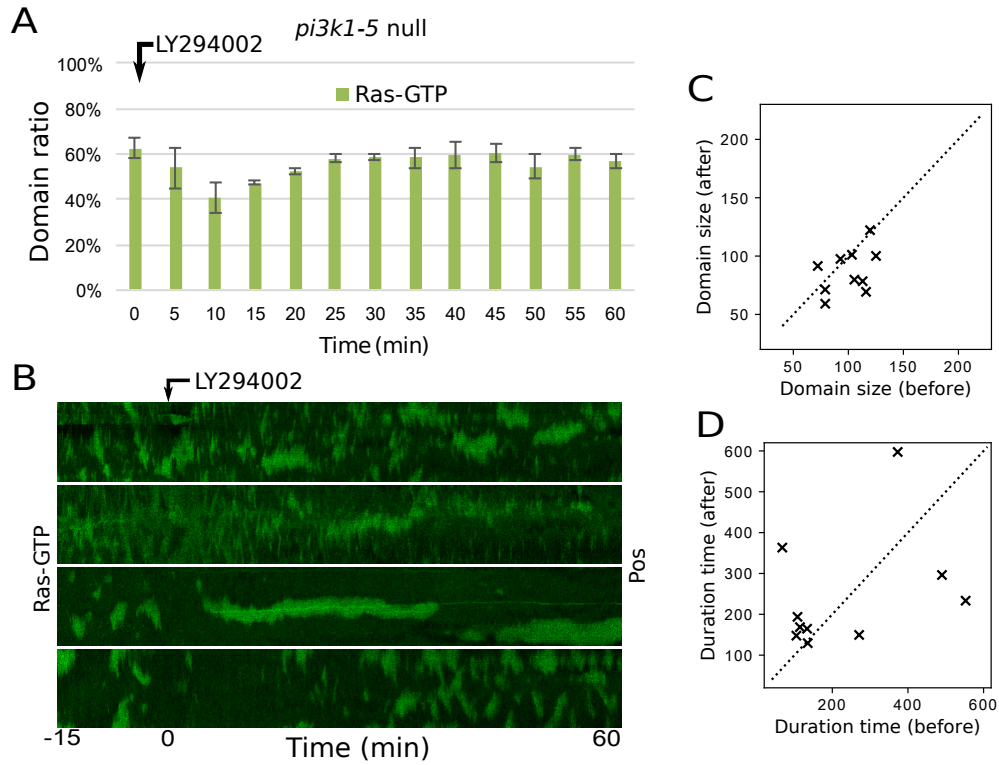 A
pi3k1-5 null
LY294002
100%
80%
60%
40%
20%
0%
Domain ratio
Ras-GTP
0 5 10 15 20 25 30 35 40 45 50 55 60
Time (min)
B
LY294002
Ras-GTP
Pos
-15 0 60
Time (min)
C
200
150
100
50
Domain size (after)
50 100 150 200
Domain size (before)
D
600
500
400
300
200
100
Duration time (after)
200 400 600
Duration time (before)